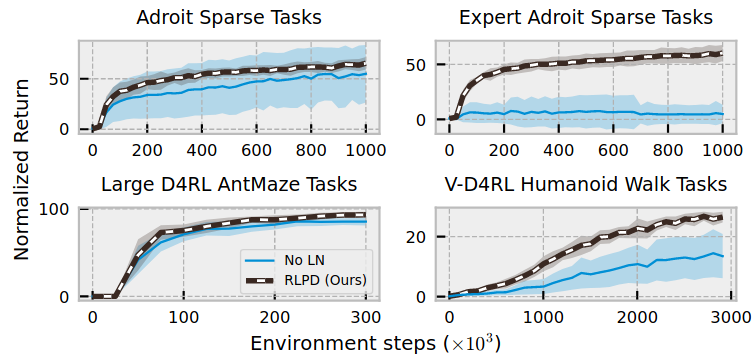 Adroit Sparse Tasks
Expert Adroit Sparse Tasks
50
0
0 200 400 600 800 1000
50
0
0 200 400 600 800 1000
Normalized Return
Large D4RL AntMaze Tasks
V-D4RL Humanoid Walk Tasks
100
0
0 100 200 300
No LN
RLPD (Ours)
20
0
0 1000 2000 3000
Environment steps (×10³)